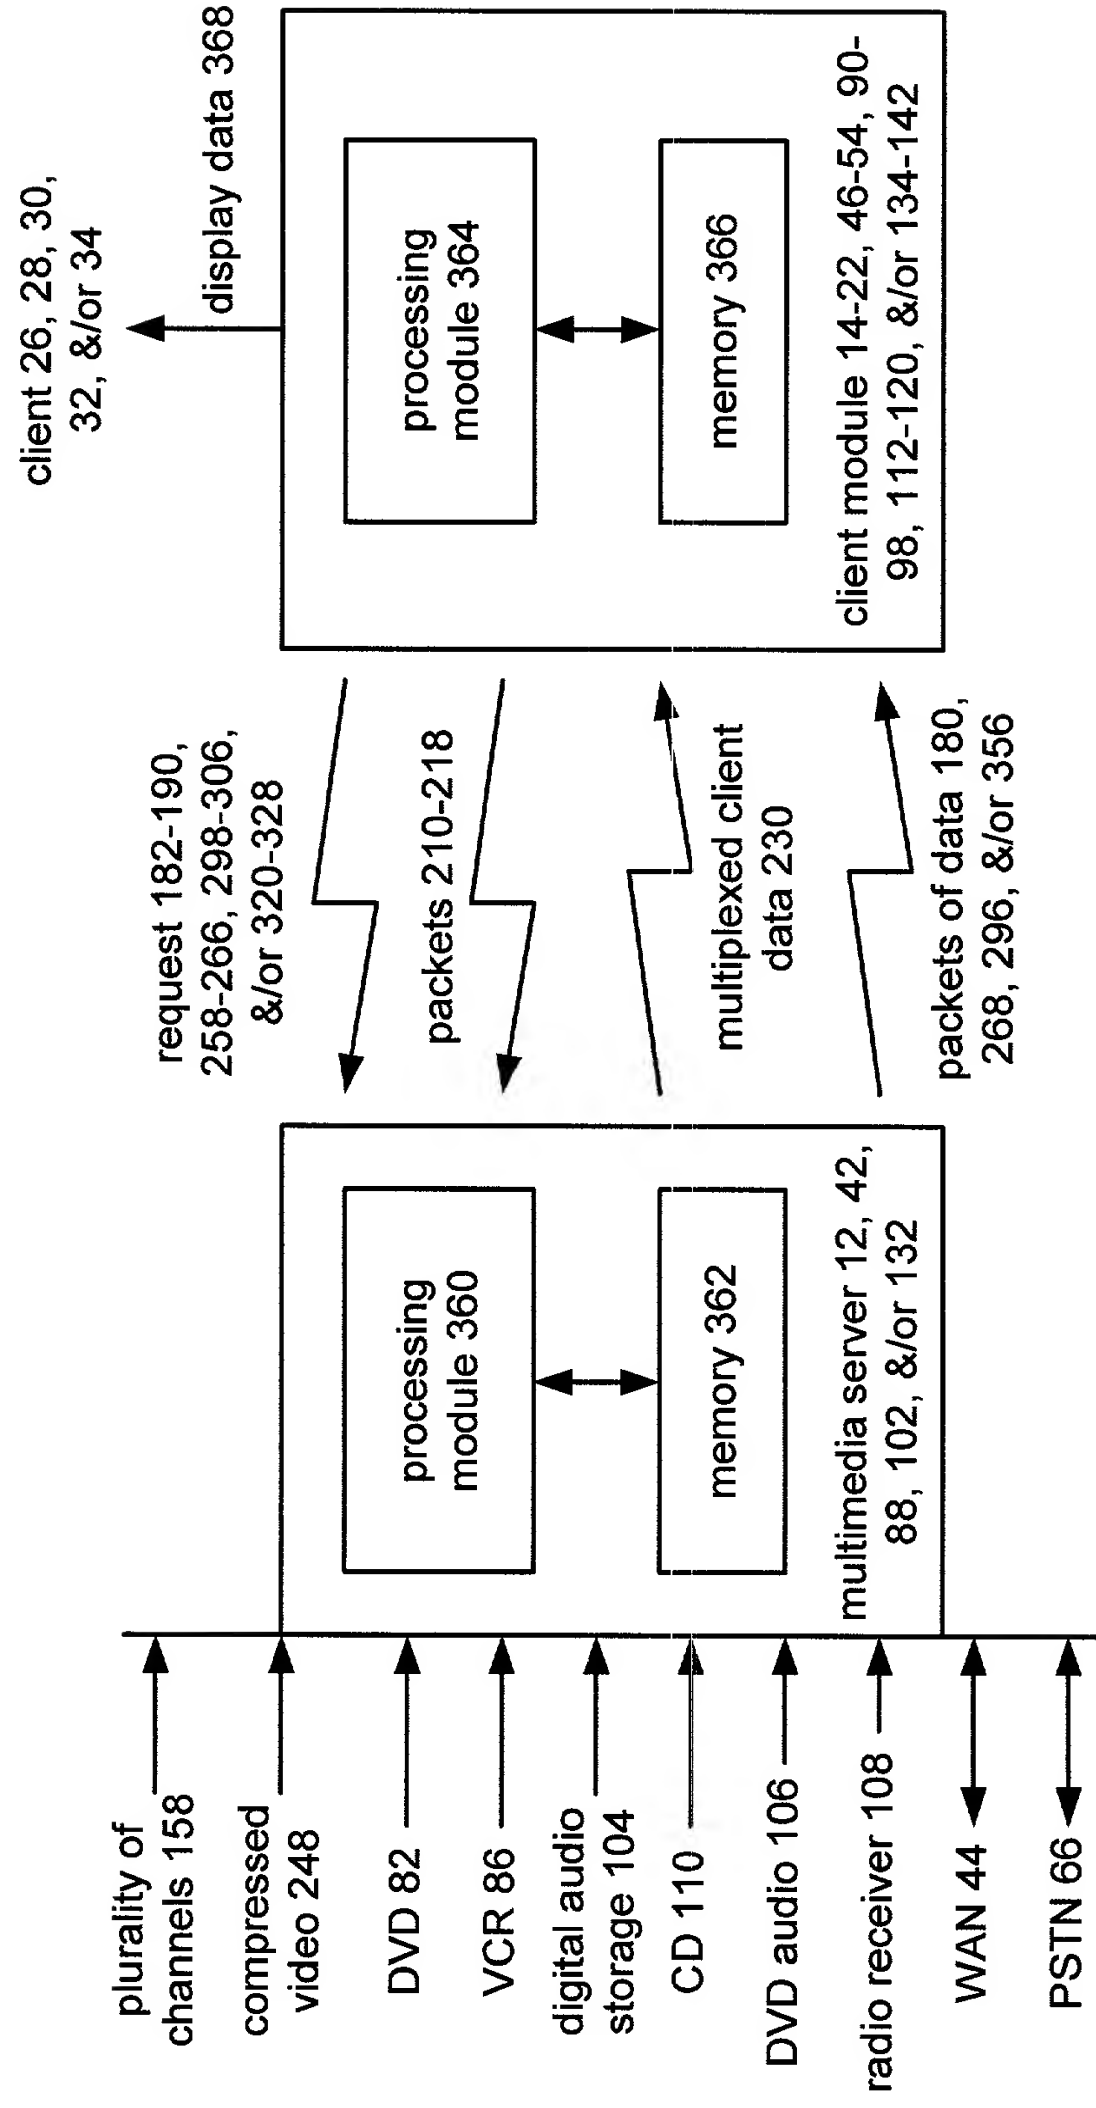 plurality of
channels 158
compressed
video 248
DVD 82
VCR 86
digital audio
storage 104
CD 110
DVD audio 106
radio receiver 108
WAN 44
PSTN 66
processing
module 360
memory 362
multimedia server 12, 42,
88, 102, &/or 132
request 182-190,
258-266, 298-306,
&/or 320-328
packets 210-218
multiplexed client
data 230
packets of data 180,
268, 296, &/or 356
client 26, 28, 30,
32, &/or 34
display data 368
processing
module 364
memory 366
client module 14-22, 46-54, 90-
98, 112-120, &/or 134-142